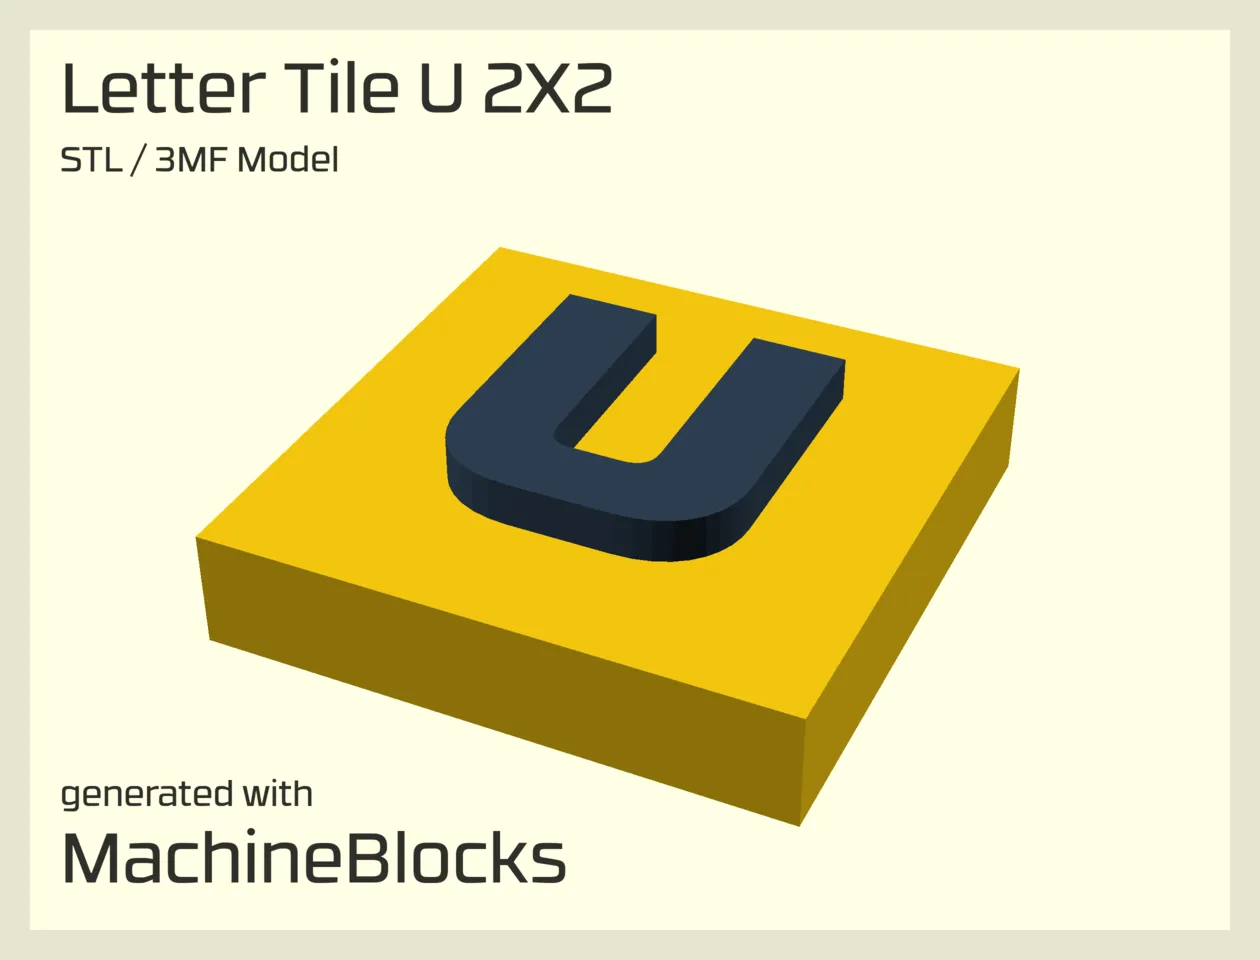 Letter Tile U 2X2
STL / 3MF Model
U
generated with
MachineBlocks